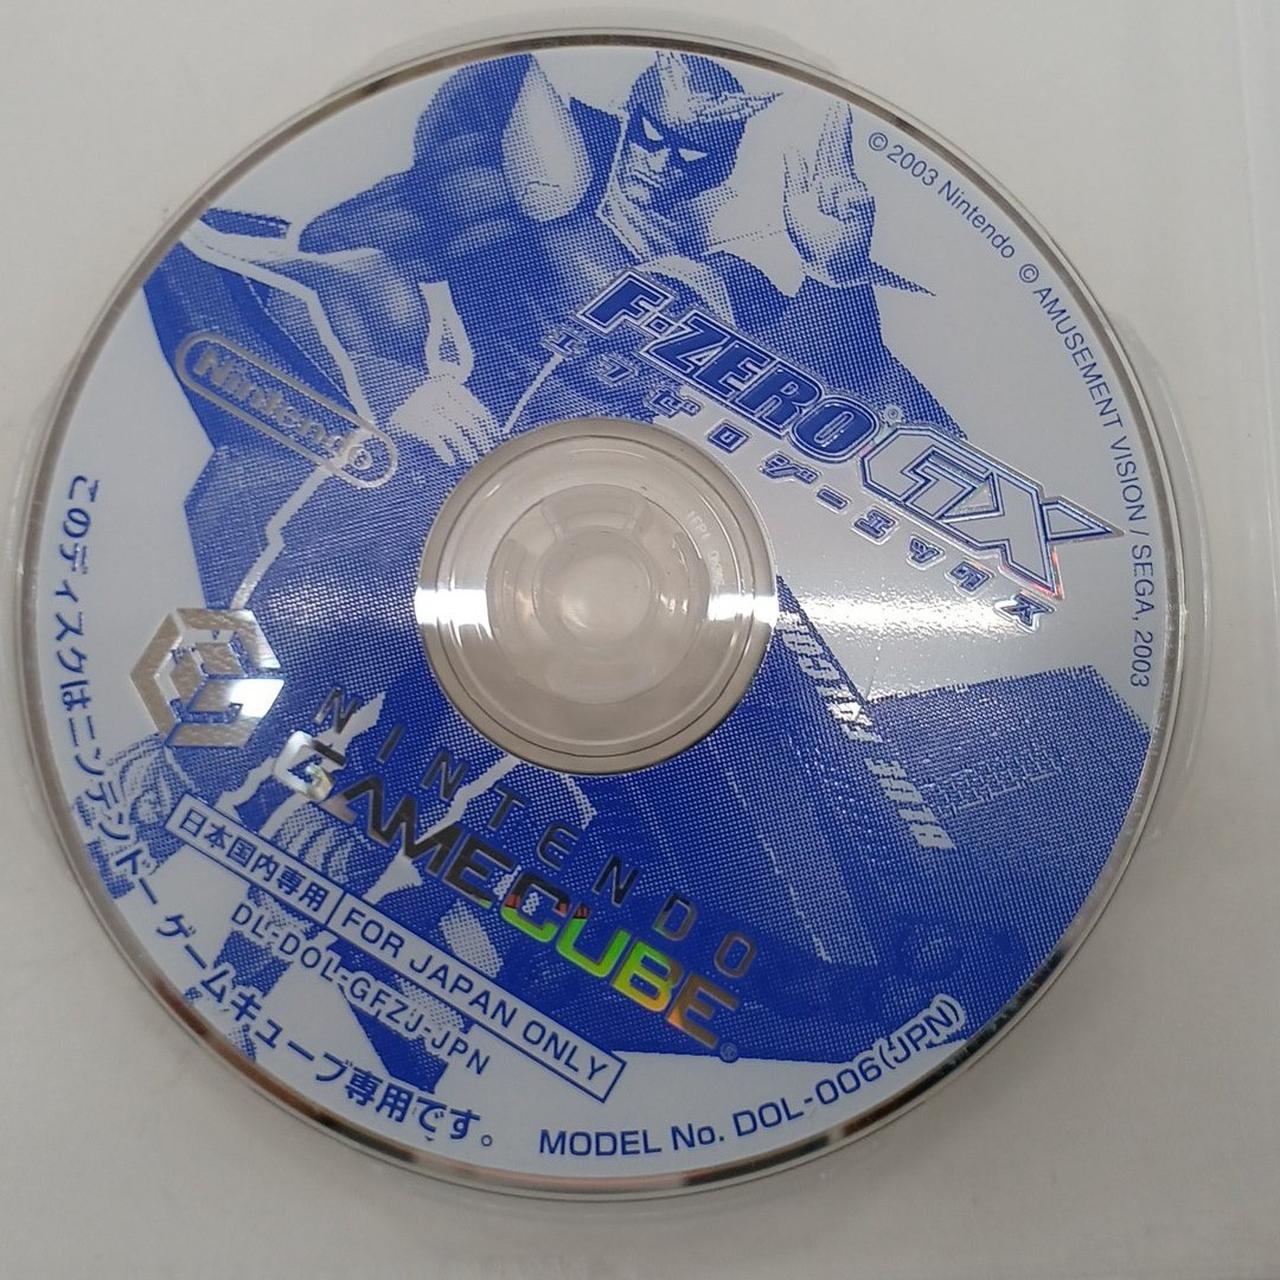 ©2003 Nintendo © AMUSEMENT VISION / SEGA, 2003
F-ZERO® GX
エフゼロジーエックス
Nintendo®
NINTENDO
GAMECUBE®
日本国内専用 FOR JAPAN ONLY
DL-DOL-GFZJ-JPN
このディスクはニンテンドーゲームキューブ専用です。
MODEL No. DOL-006(JPN)